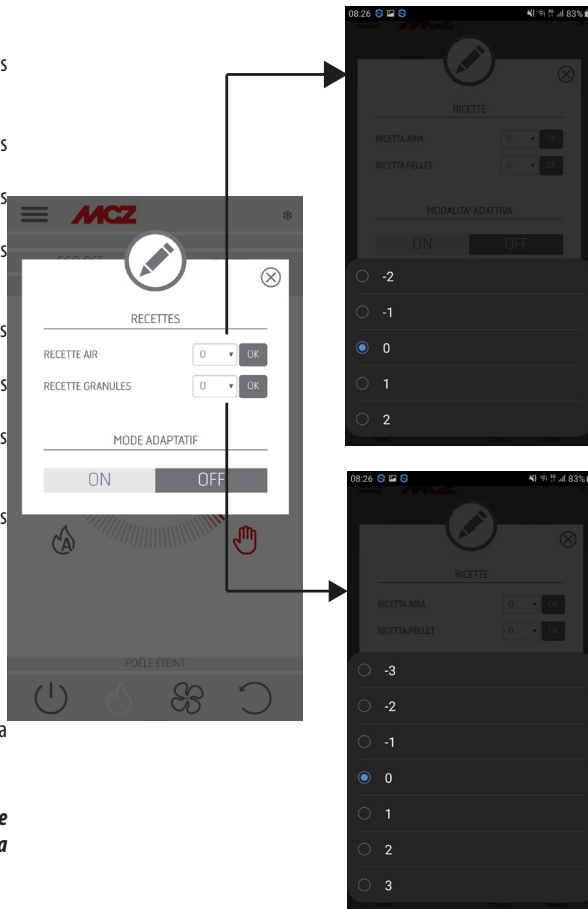 s
s
s
s
s
s
s
s
a
e
a
MCZ
RECETTES
RECETTE AIR 0 OK
RECETTE GRANULES 0 OK
MODE ADAPTATIF
ON OFF
A
POÊLE ÉTEINT
08:26 83%
RICETTE
RICETTA ARIA 0 OK
RICETTA PELLET 0 OK
MODALITA' ADATTIVA
ON OFF
-2
-1
0
1
2
08:26 83%
RICETTE
RICETTA ARIA 0 OK
RICETTA PELLET 0 OK
-3
-2
-1
0
1
2
3